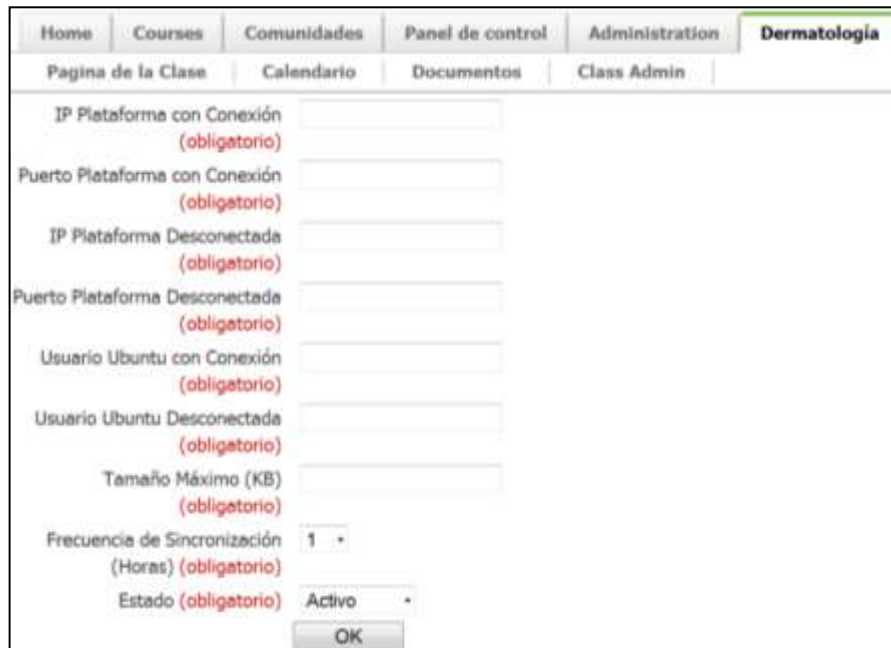 Home Courses Comunidades Panel de control Administration Dermatología
Pagina de la Clase Calendario Documentos Class Admin
IP Plataforma con Conexión
(obligatorio)
Puerto Plataforma con Conexión
(obligatorio)
IP Plataforma Desconectada
(obligatorio)
Puerto Plataforma Desconectada
(obligatorio)
Usuario Ubuntu con Conexión
(obligatorio)
Usuario Ubuntu Desconectada
(obligatorio)
Tamaño Máximo (KB)
(obligatorio)
Frecuencia de Sincronización 1
(Horas) (obligatorio)
Estado (obligatorio) Activo
OK